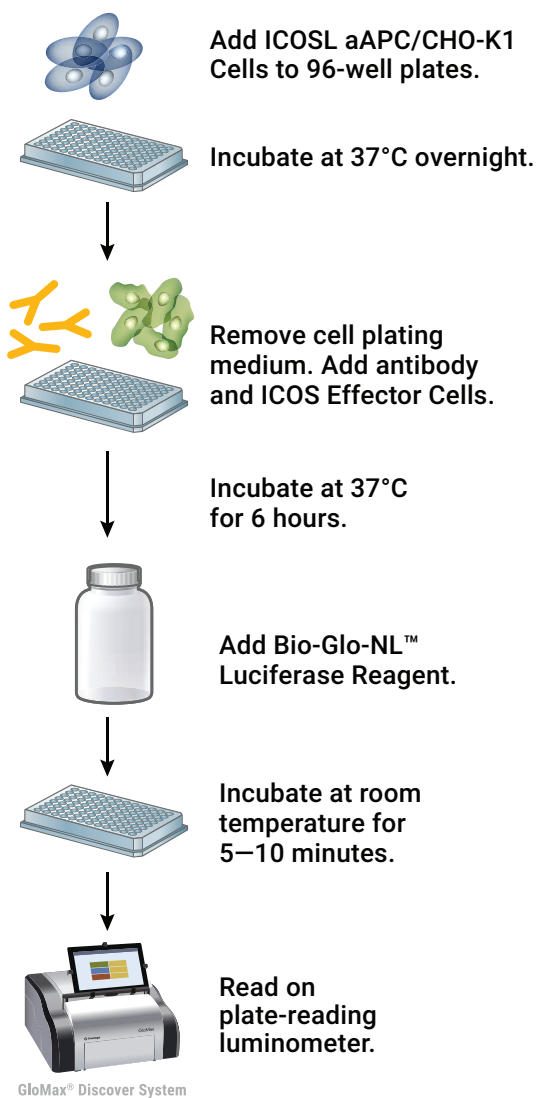 Add ICOSL aAPC/CHO-K1
Cells to 96-well plates.
Incubate at 37°C overnight.
Remove cell plating
medium. Add antibody
and ICOS Effector Cells.
Incubate at 37°C
for 6 hours.
Add Bio-Glo-NL™
Luciferase Reagent.
Incubate at room
temperature for
5—10 minutes.
Read on
plate-reading
luminometer.
GloMax
GloMax® Discover System